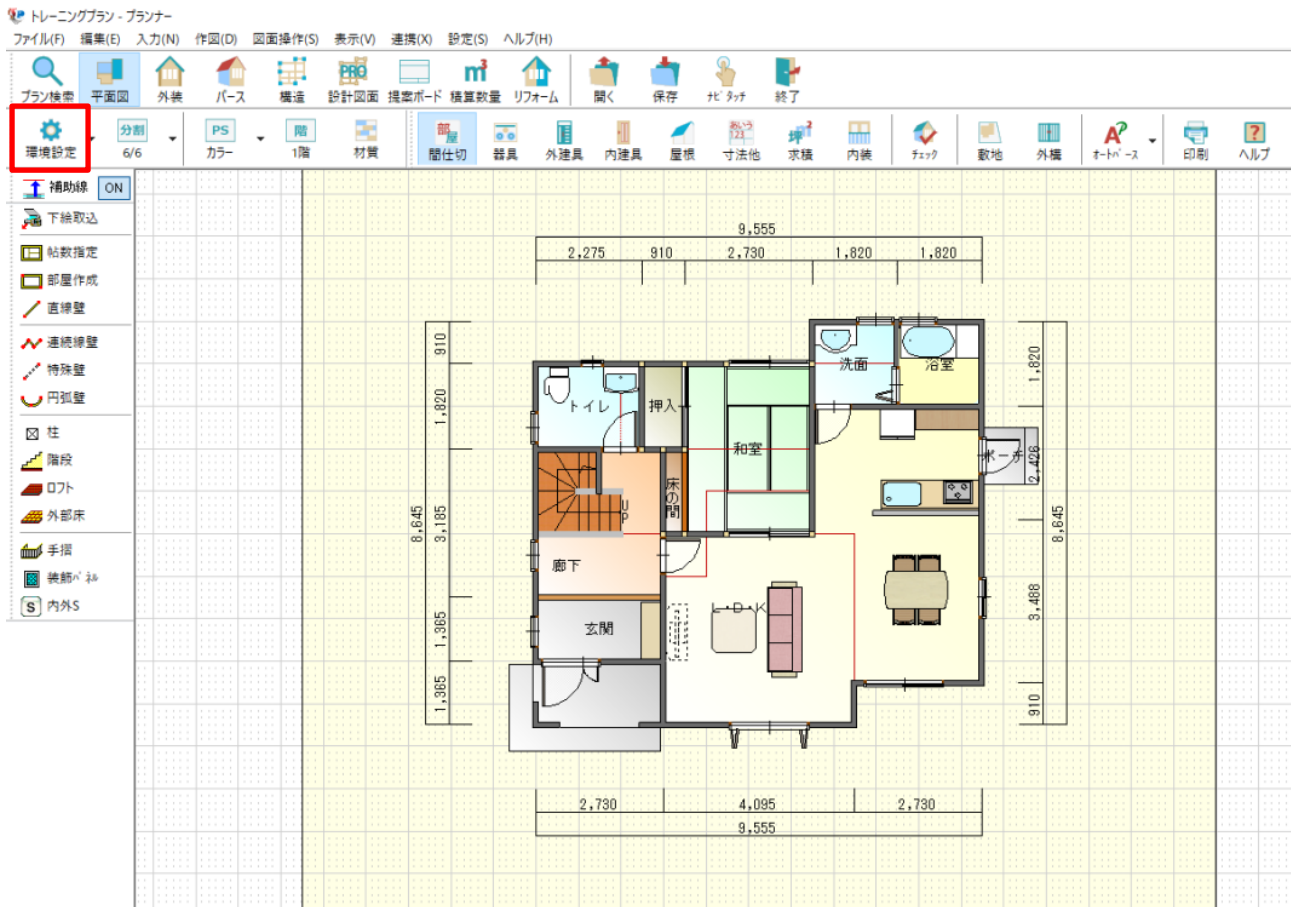 トレーニングプラン - プランナー
ファイル(F) 編集(E) 入力(N) 作図(D) 図面操作(S) 表示(V) 連携(X) 設定(S) ヘルプ(H)
プラン検索 平面図 外装 パース 構造 設計図面 提案ボード 積算数量 リフォーム 開く 保存 ﾅﾋﾞﾀｯﾁ 終了
PRO m³
分割 PS 階 部屋 あいう 121 坪² A²
環境設定 6/6 カラー 1階 材質 間仕切 器具 外建具 内建具 屋根 寸法他 求積 内装 ﾁｪｯｸ 敷地 外構 ｵｰﾄﾊﾟｰｽ 印刷 ヘルプ
補助線 ON
下絵取込
帖数指定
部屋作成
直線壁
連続線壁
特殊壁
円弧壁
柱
階段
ロフト
外部床
手摺
装飾ﾊﾟﾈﾙ
S 内外S
9,555
2,275 910 2,730 1,820 1,820
910
1,820
3,185
1,365
1,365
8,645
洗面
浴室
トイレ
押入
和室
ポーチ
床の間
UP
廊下
L・D・K
玄関
1,820
2,426
3,488
910
8,645
2,730 4,095 2,730
9,555